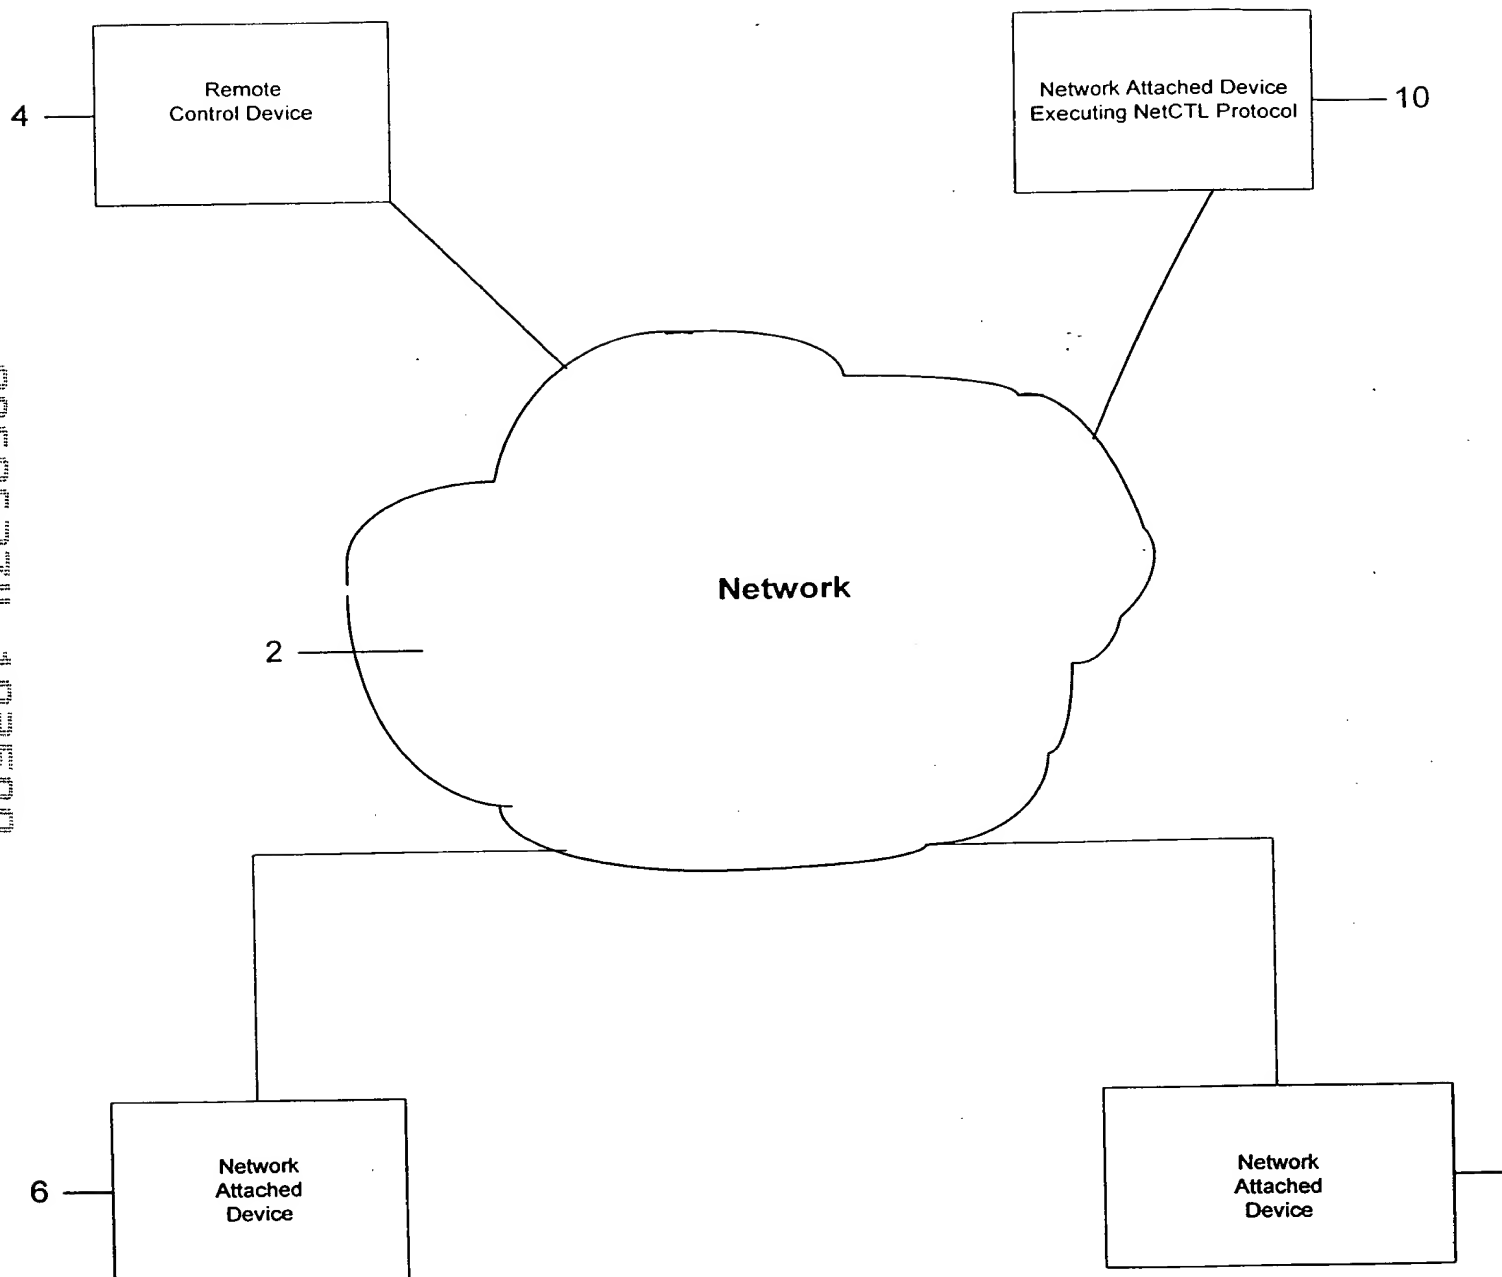 Remote
Control Device
4
Network Attached Device
Executing NetCTL Protocol
10
Network
2
Network
Attached
Device
6
Network
Attached
Device